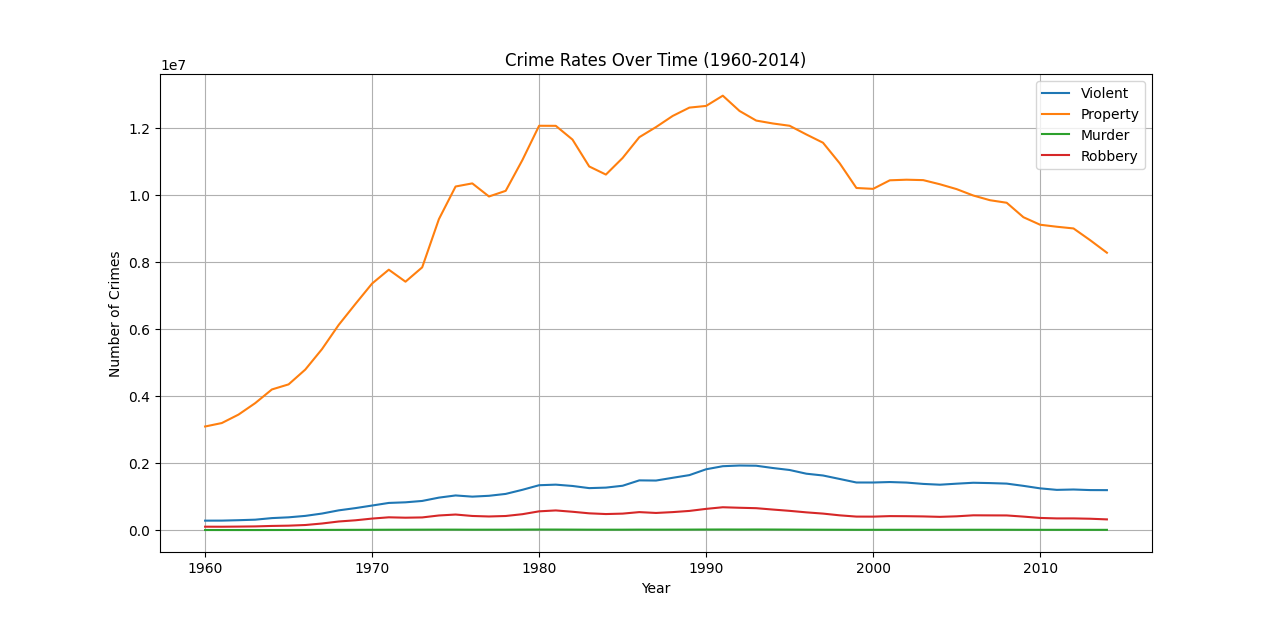 Crime Rates Over Time (1960-2014)
1e7
Violent
Property
Murder
Robbery
1.2
1.0
0.8
0.6
0.4
0.2
0.0
Number of Crimes
1960 1970 1980 1990 2000 2010
Year